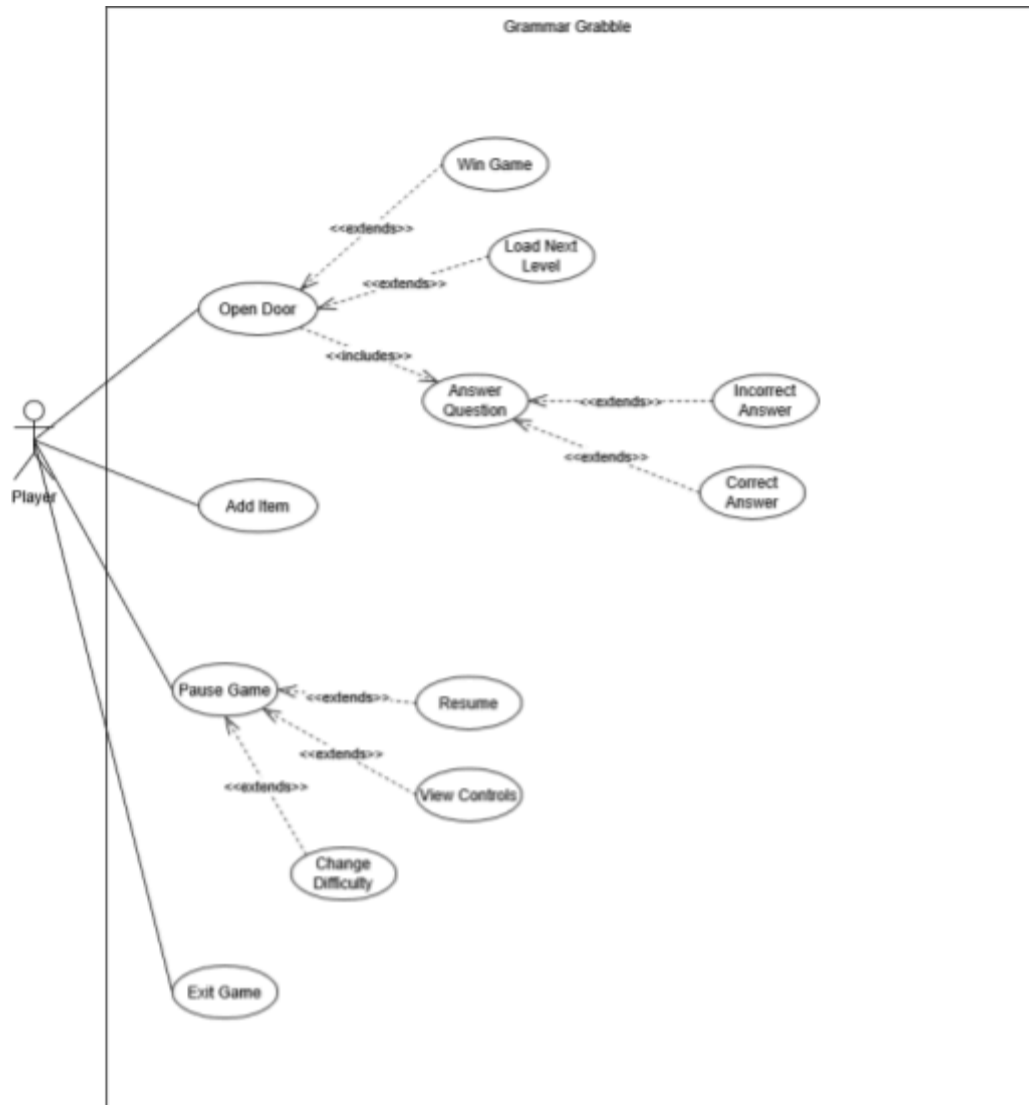 Grammar Grabble
Win Game
<<extends>>
Load Next
Level
<<extends>>
Open Door
<<includes>>
Answer
Question
<<extends>>
Incorrect
Answer
<<extends>>
Correct
Answer
Player
Add Item
Pause Game
<<extends>>
Resume
<<extends>>
View Controls
<<extends>>
Change
Difficulty
Exit Game